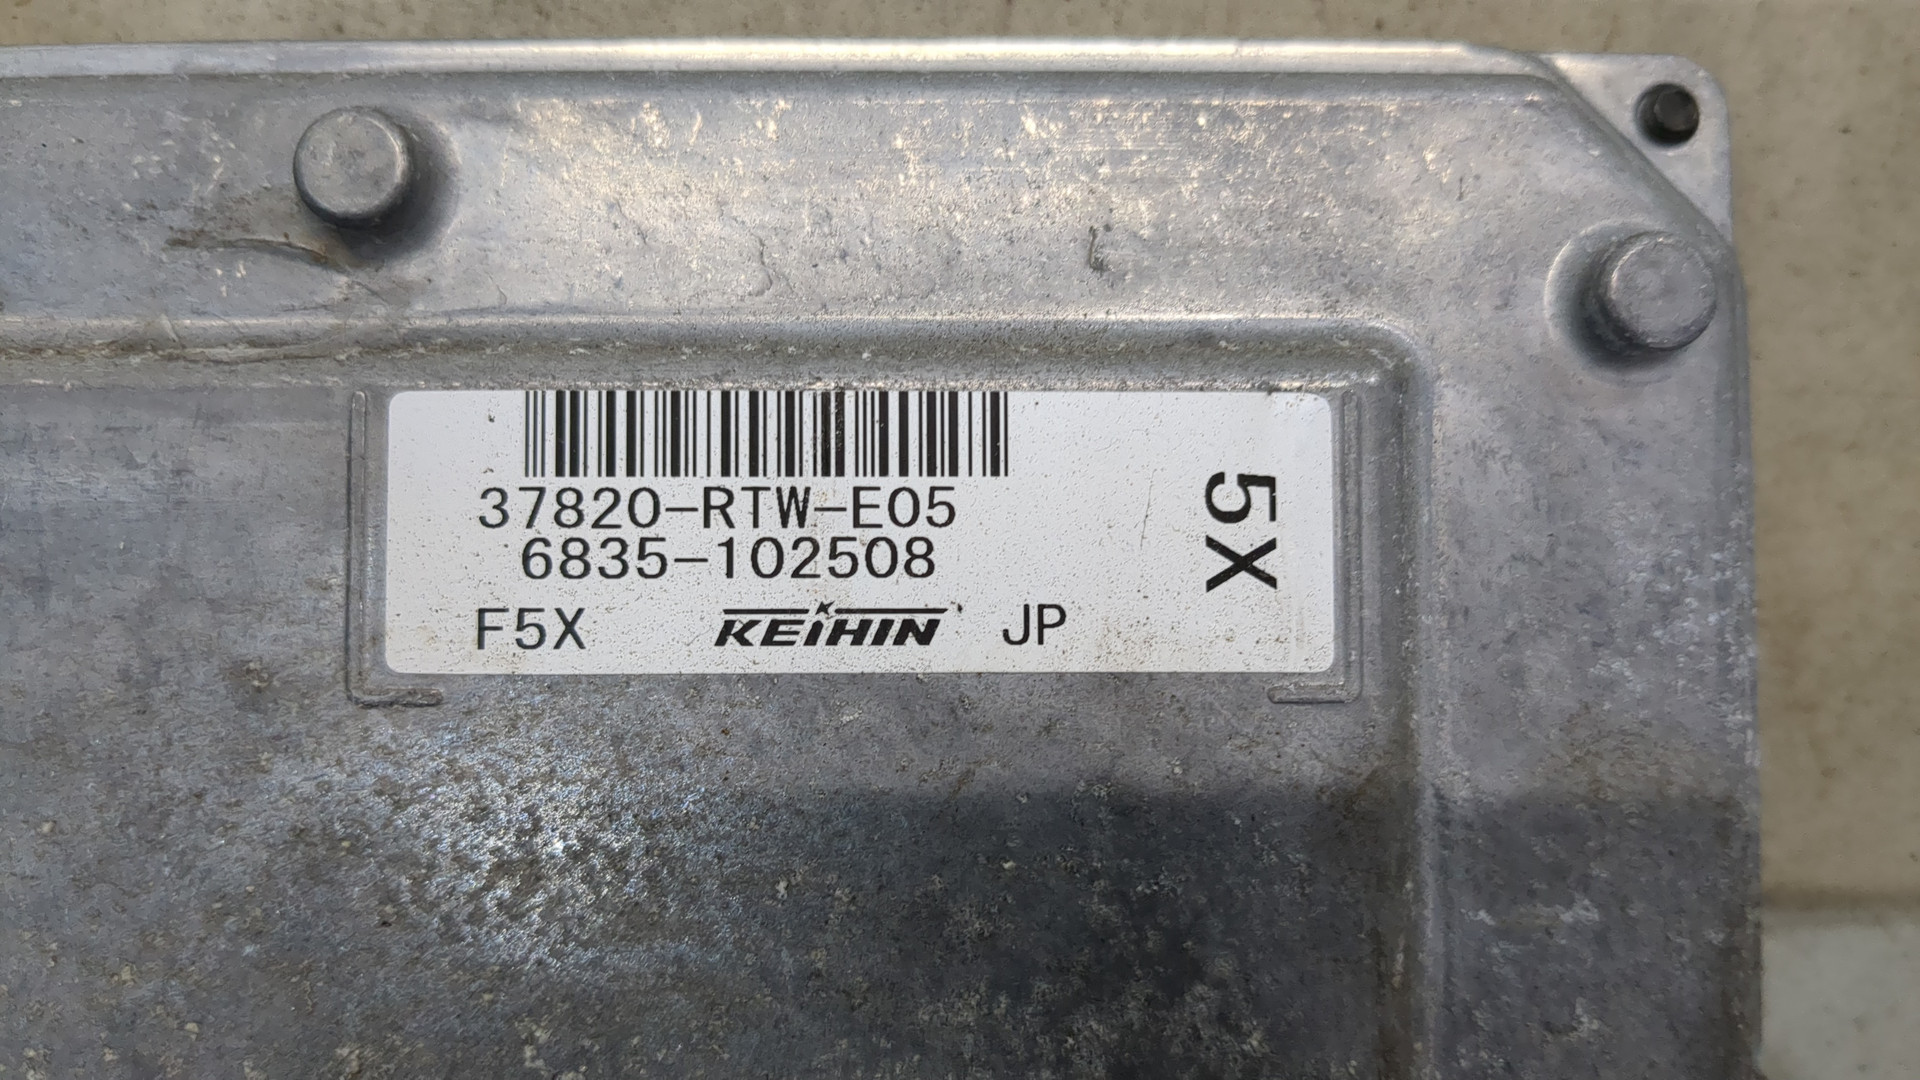 37820-RTW-E05
6835-102508
F5X KEIHIN JP
5X